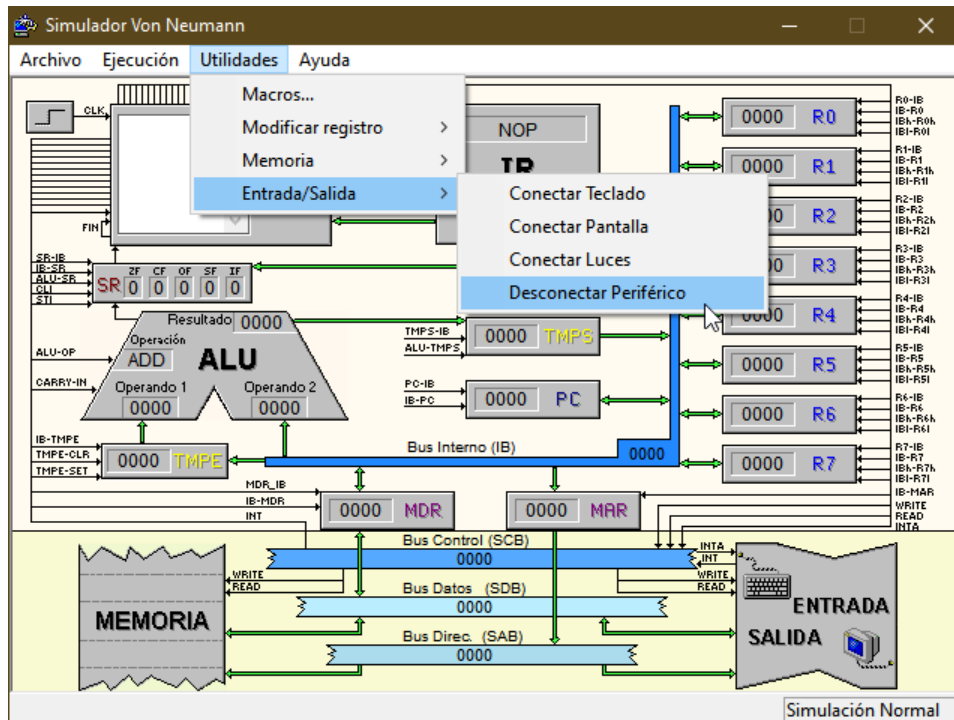 Simulador Von Neumann
Archivo Ejecución Utilidades Ayuda
Macros...
Modificar registro
Memoria
Entrada/Salida
Conectar Teclado
Conectar Pantalla
Conectar Luces
Desconectar Periférico
CLK
FIN
NOP
IR
SR-IB
IB-SR
ALU-SR
CLI
STI
ZF CF OF SF IF
SR 0 0 0 0 0
Resultado 0000
Operación
ADD
ALU
Operando 1 Operando 2
0000 0000
ALU-OP
CARRY-IN
IB-TMPE
TMPE-CLR
TMPE-SET
0000 TMPE
TMPS-IB
ALU-TMPS
0000 TMPS
PC-IB
IB-PC
0000 PC
Bus Interno (IB)
0000
MDR_IB
IB-MDR
INT
0000 MDR
0000 MAR
0000 R0
R0-IB
IB-R0
IBh-R0h
IBl-R0l
0000 R1
R1-IB
IB-R1
IBh-R1h
IBl-R1l
00 R2
R2-IB
IB-R2
IBh-R2h
IBl-R2l
00 R3
R3-IB
IB-R3
IBh-R3h
IBl-R3l
0000 R4
R4-IB
IB-R4
IBh-R4h
IBl-R4l
0000 R5
R5-IB
IB-R5
IBh-R5h
IBl-R5l
0000 R6
R6-IB
IB-R6
IBh-R6h
IBl-R6l
0000 R7
R7-IB
IB-R7
IBh-R7h
IBl-R7l
IB-MAR
WRITE
READ
INTA
Bus Control (SCB)
0000
INTA
INT
WRITE
READ
WRITE
READ
Bus Datos (SDB)
0000
Bus Direc. (SAB)
0000
MEMORIA
ENTRADA
SALIDA
Simulación Normal